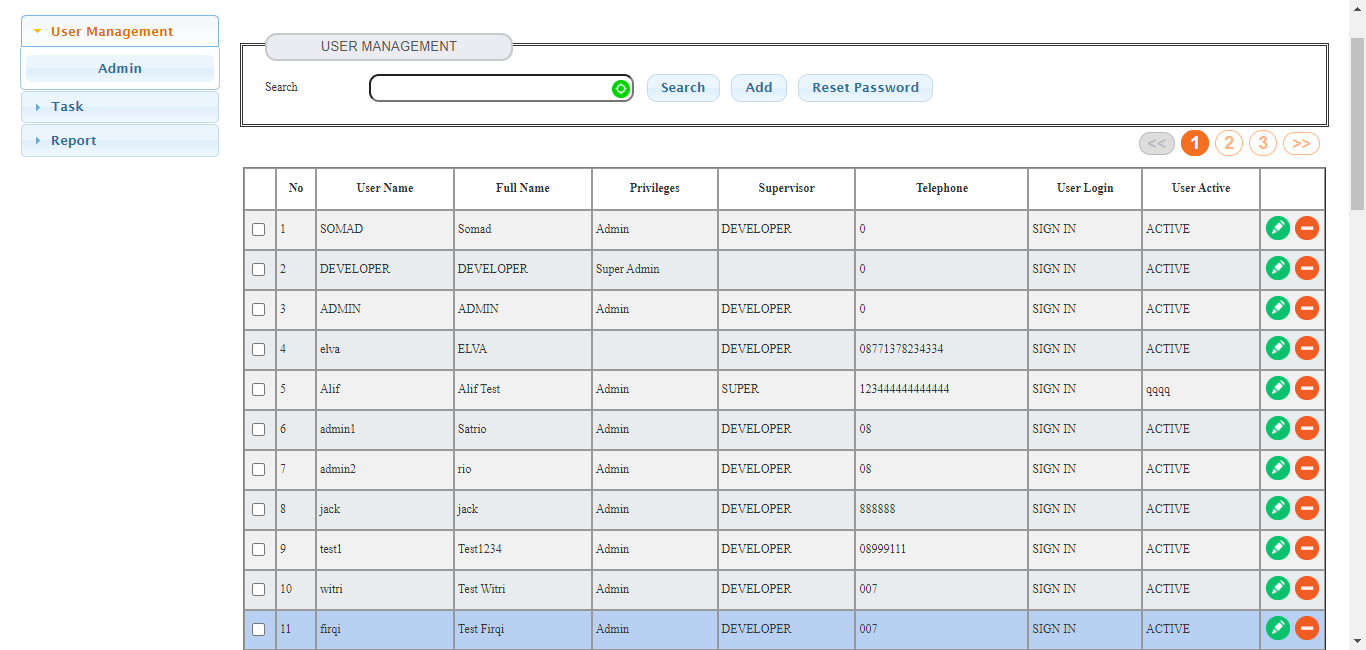 User Management
Admin
Task
Report
USER MANAGEMENT
Search Search Add Reset Password
<< 1 2 3 >>
No User Name Full Name Privileges Supervisor Telephone User Login User Active
1 SOMAD Somad Admin DEVELOPER 0 SIGN IN ACTIVE
2 DEVELOPER DEVELOPER Super Admin 0 SIGN IN ACTIVE
3 ADMIN ADMIN Admin DEVELOPER 0 SIGN IN ACTIVE
4 elva ELVA DEVELOPER 08771378234334 SIGN IN ACTIVE
5 Alif Alif Test Admin SUPER 123444444444444 SIGN IN qqqq
6 admin1 Satrio Admin DEVELOPER 08 SIGN IN ACTIVE
7 admin2 rio Admin DEVELOPER 08 SIGN IN ACTIVE
8 jack jack Admin DEVELOPER 888888 SIGN IN ACTIVE
9 test1 Test1234 Admin DEVELOPER 08999111 SIGN IN ACTIVE
10 witri Test Witri Admin DEVELOPER 007 SIGN IN ACTIVE
11 firqi Test Firqi Admin DEVELOPER 007 SIGN IN ACTIVE